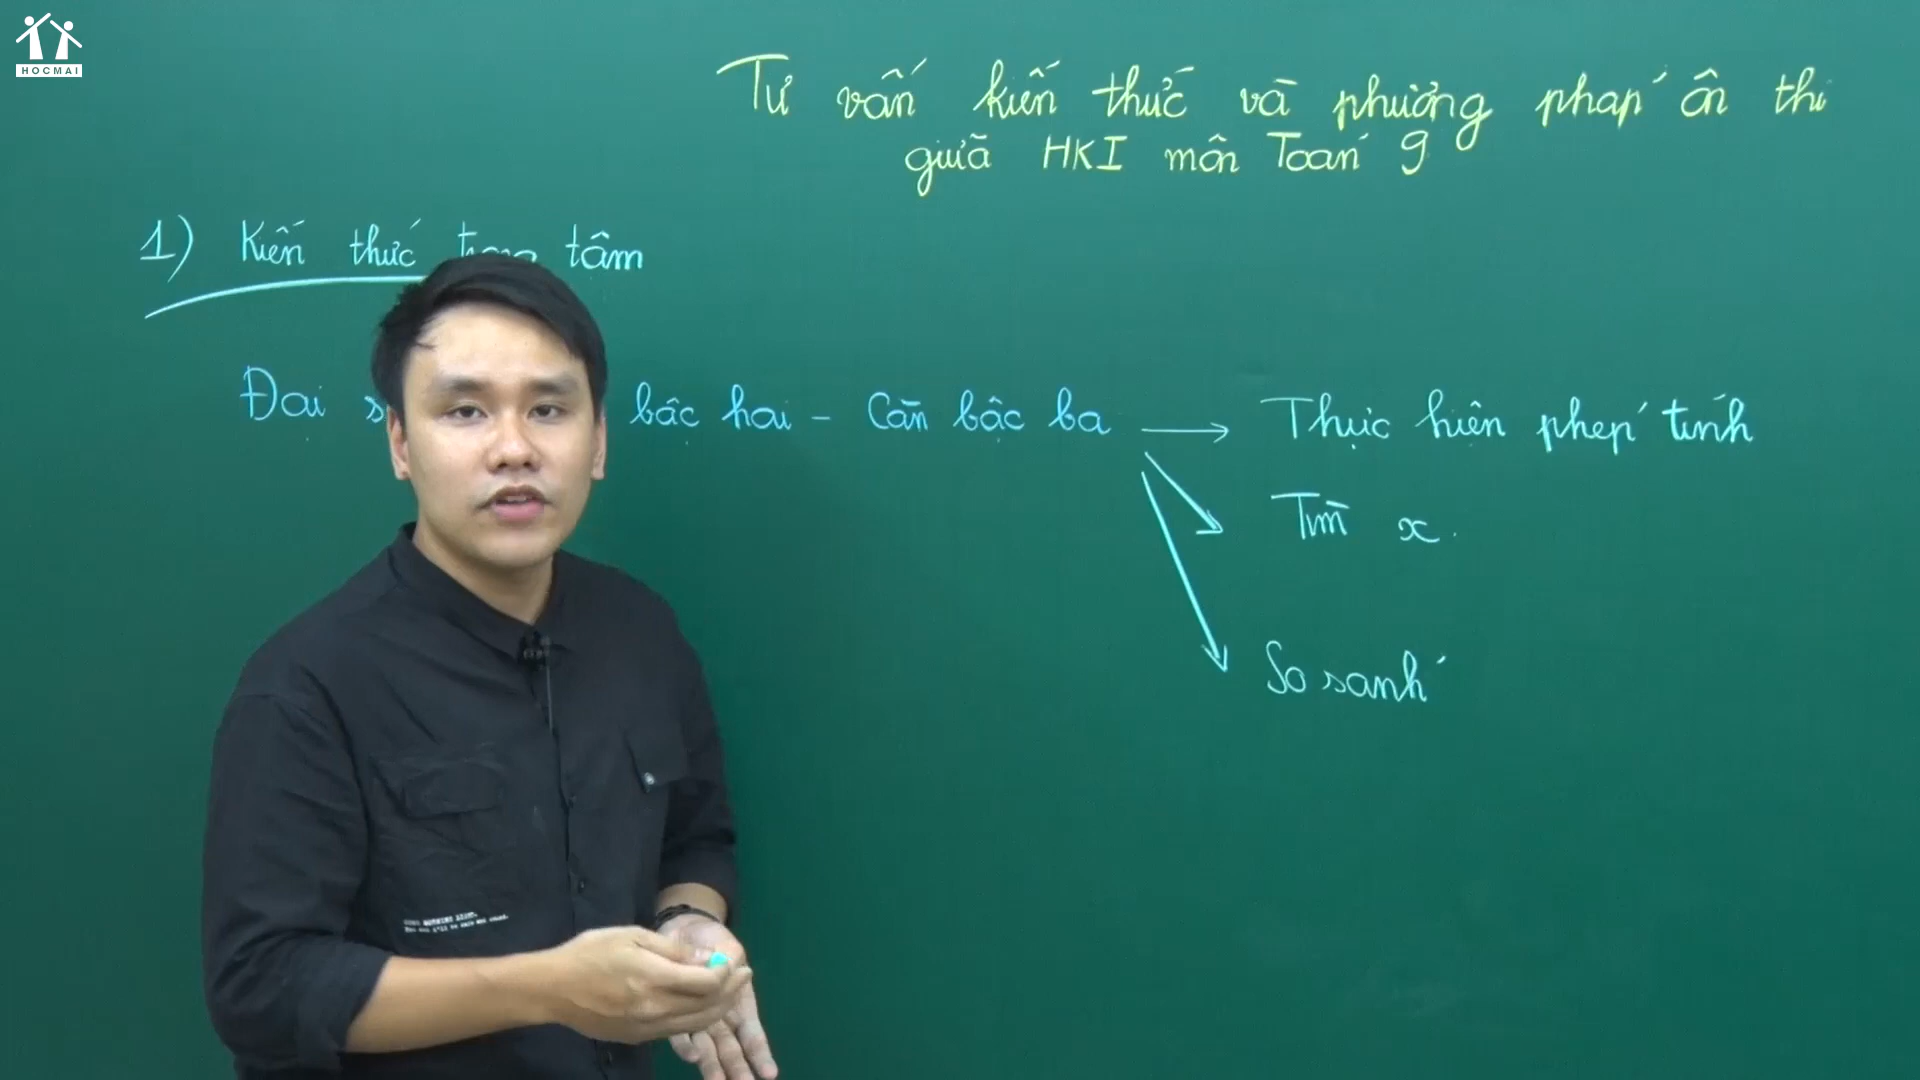 HOCMAI
Tư vấn kiến thức và phương pháp ôn thi
giữa HKI môn Toán 9
1) Kiến thức tâm
Đại bậc hai - Căn bậc ba → Thực hiện phép tính
Tìm x.
So sánh